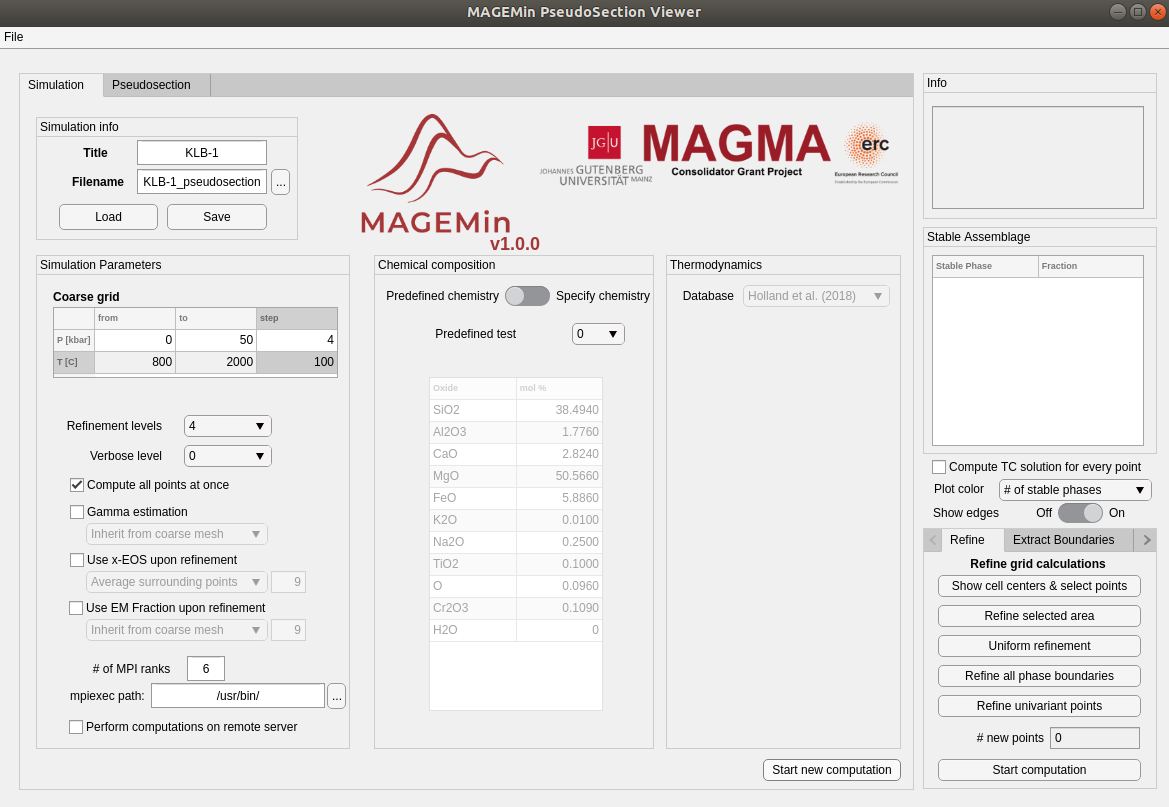 MAGEMin PseudoSection Viewer
File
Simulation
Pseudosection
Simulation info
Title
KLB-1
Filename
KLB-1_pseudosection
...
Load
Save
MAGEMin
v1.0.0
JG|U
JOHANNES GUTENBERG
UNIVERSITÄT MAINZ
MAGMA
Consolidator Grant Project
erc
European Research Council
Established by the European Commission
Simulation Parameters
Coarse grid
from to step
P [kbar] 0 50 4
T [C] 800 2000 100
Refinement levels 4
Verbose level 0
Compute all points at once
Gamma estimation
Inherit from coarse mesh
Use x-EOS upon refinement
Average surrounding points 9
Use EM Fraction upon refinement
Inherit from coarse mesh 9
# of MPI ranks 6
mpiexec path: /usr/bin/ ...
Perform computations on remote server
Chemical composition
Predefined chemistry Specify chemistry
Predefined test 0
Oxide mol %
SiO2 38.4940
Al2O3 1.7760
CaO 2.8240
MgO 50.5660
FeO 5.8860
K2O 0.0100
Na2O 0.2500
TiO2 0.1000
O 0.0960
Cr2O3 0.1090
H2O 0
Thermodynamics
Database Holland et al. (2018)
Start new computation
Info
Stable Assemblage
Stable Phase Fraction
Compute TC solution for every point
Plot color # of stable phases
Show edges Off On
Refine Extract Boundaries
Refine grid calculations
Show cell centers & select points
Refine selected area
Uniform refinement
Refine all phase boundaries
Refine univariant points
# new points 0
Start computation